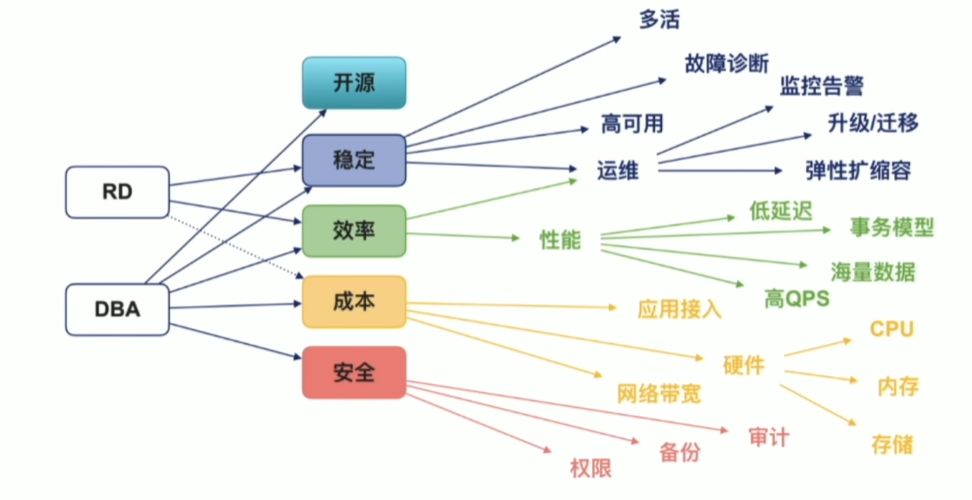 RD
DBA
开源
稳定
效率
成本
安全
多活
故障诊断
高可用
运维
监控告警
升级/迁移
弹性扩缩容
性能
低延迟
事务模型
海量数据
高QPS
应用接入
硬件
网络带宽
CPU
内存
存储
审计
备份
权限